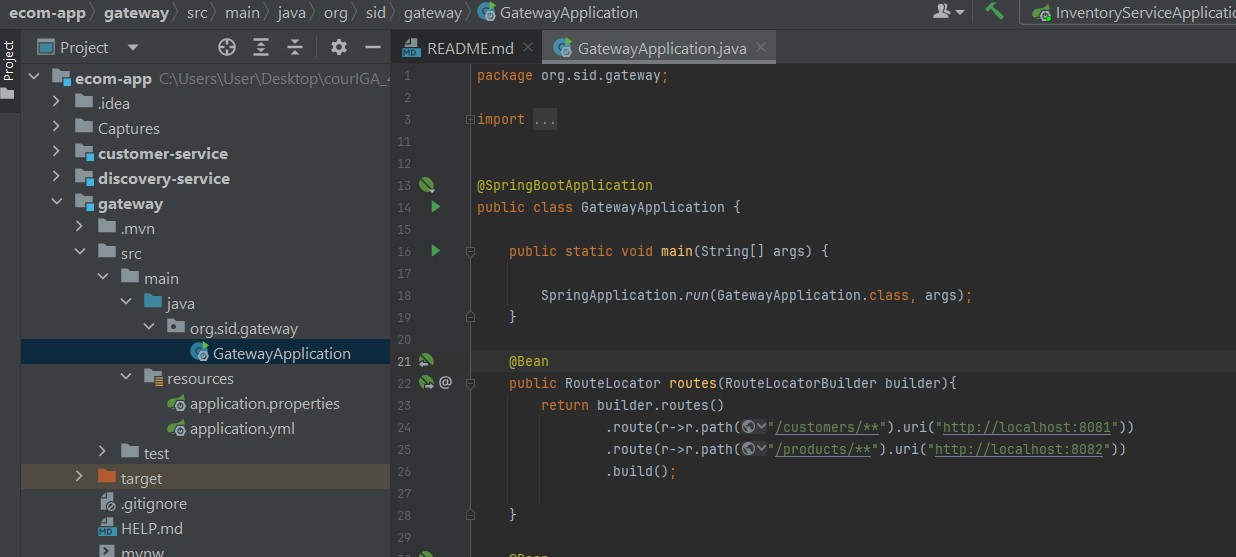 ecom-app gateway src main java org sid gateway GatewayApplication InventoryServiceApplicatio
Project
Project README.md GatewayApplication.java
ecom-app C:\Users\User\Desktop\courIGA_
.idea
Captures
customer-service
discovery-service
gateway
.mvn
src
main
java
org.sid.gateway
GatewayApplication
resources
application.properties
application.yml
test
target
.gitignore
HELP.md
mvnw
1 package org.sid.gateway;
2
3 import ...
11
12
13 @SpringBootApplication
14 public class GatewayApplication {
16 public static void main(String[] args) {
17
18 SpringApplication.run(GatewayApplication.class, args);
19 }
20
21 @Bean
22 @ public RouteLocator routes(RouteLocatorBuilder builder){
23 return builder.routes()
24 .route(r->r.path("/customers/**").uri("http://localhost:8081"))
25 .route(r->r.path("/products/**").uri("http://localhost:8082"))
26 .build();
27
28 }
29
@Bean